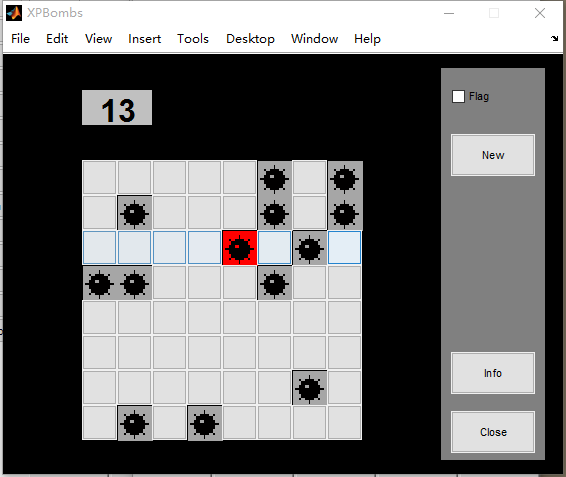 XPBombs
File Edit View Insert Tools Desktop Window Help
13
Flag
New
Info
Close